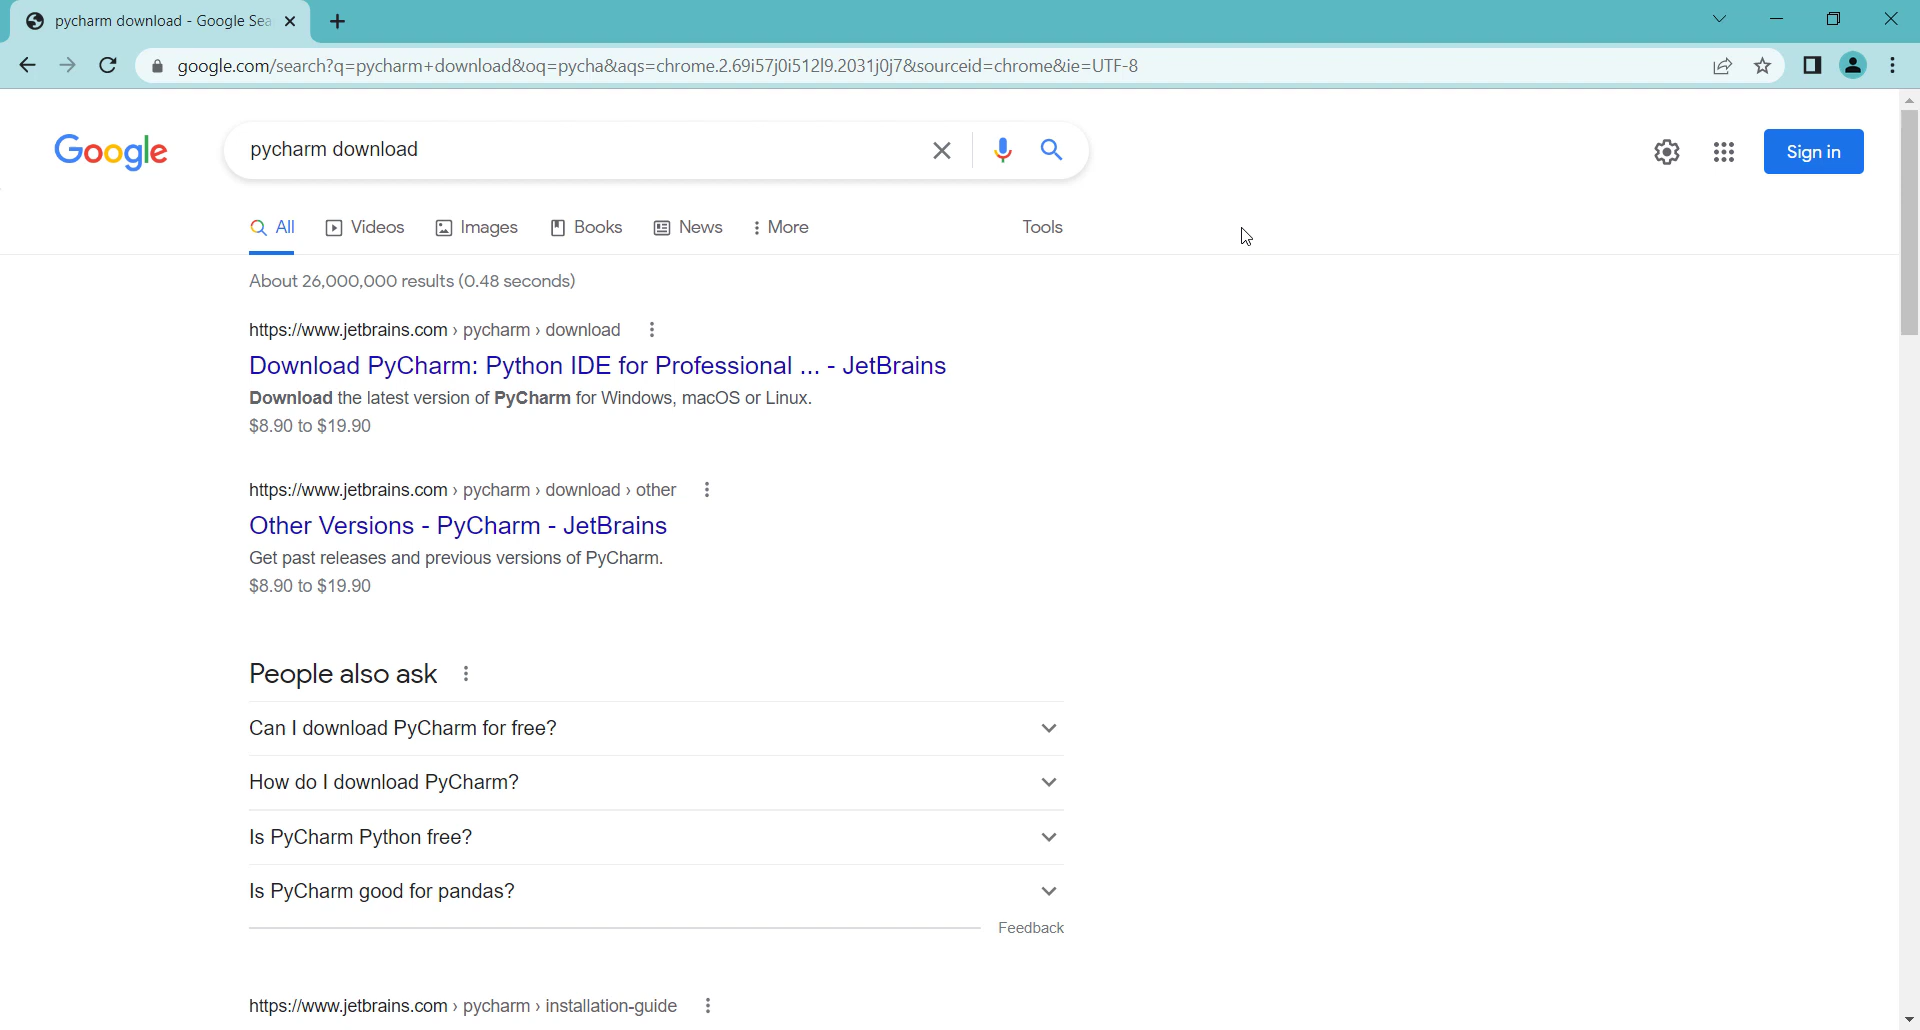 pycharm download - Google Sea
google.com/search?q=pycharm+download&oq=pycha&aqs=chrome.2.69i57j0i512l9.2031j0j7&sourceid=chrome&ie=UTF-8
Google
pycharm download
Sign in
All Videos Images Books News More Tools
About 26,000,000 results (0.48 seconds)
https://www.jetbrains.com › pycharm › download
Download PyCharm: Python IDE for Professional ... - JetBrains
Download the latest version of PyCharm for Windows, macOS or Linux.
$8.90 to $19.90
https://www.jetbrains.com › pycharm › download › other
Other Versions - PyCharm - JetBrains
Get past releases and previous versions of PyCharm.
$8.90 to $19.90
People also ask
Can I download PyCharm for free?
How do I download PyCharm?
Is PyCharm Python free?
Is PyCharm good for pandas?
Feedback
https://www.jetbrains.com › pycharm › installation-guide